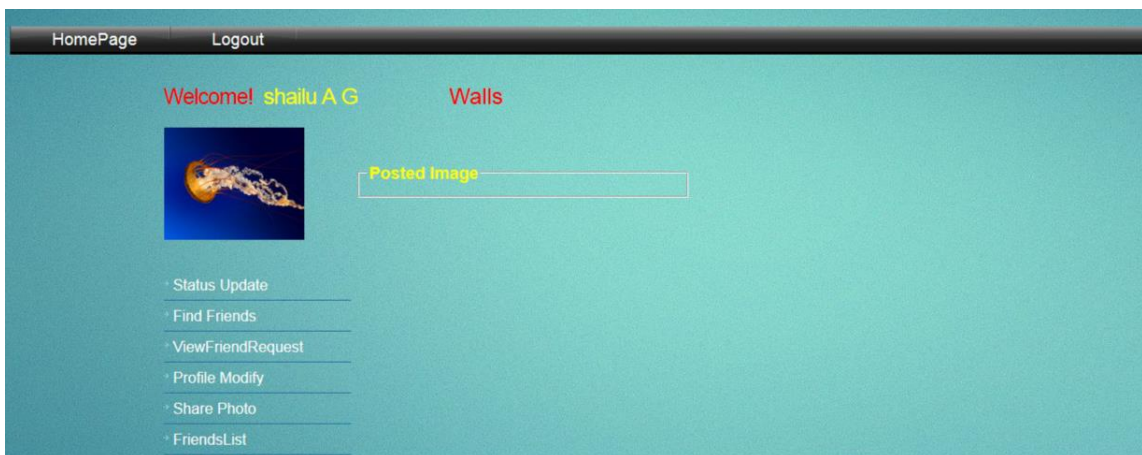 HomePage Logout
Welcome! shailu A G Walls
Posted Image
Status Update
Find Friends
ViewFriendRequest
Profile Modify
Share Photo
FriendsList